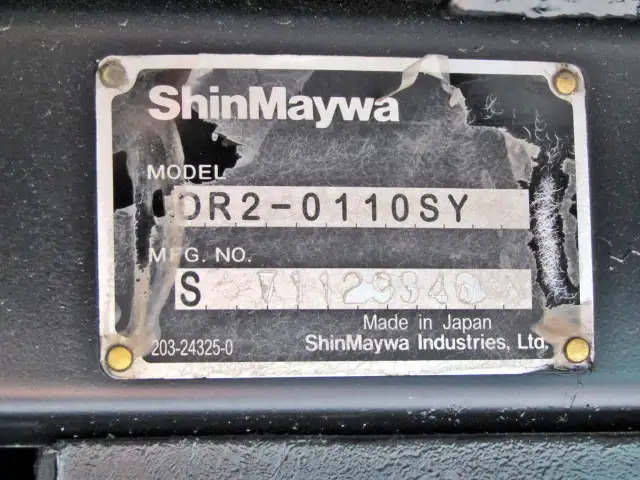 ShinMaywa
MODEL
DR2-0110SY
MFG. NO.
S
Made in Japan
203-24325-0
ShinMaywa Industries, Ltd.